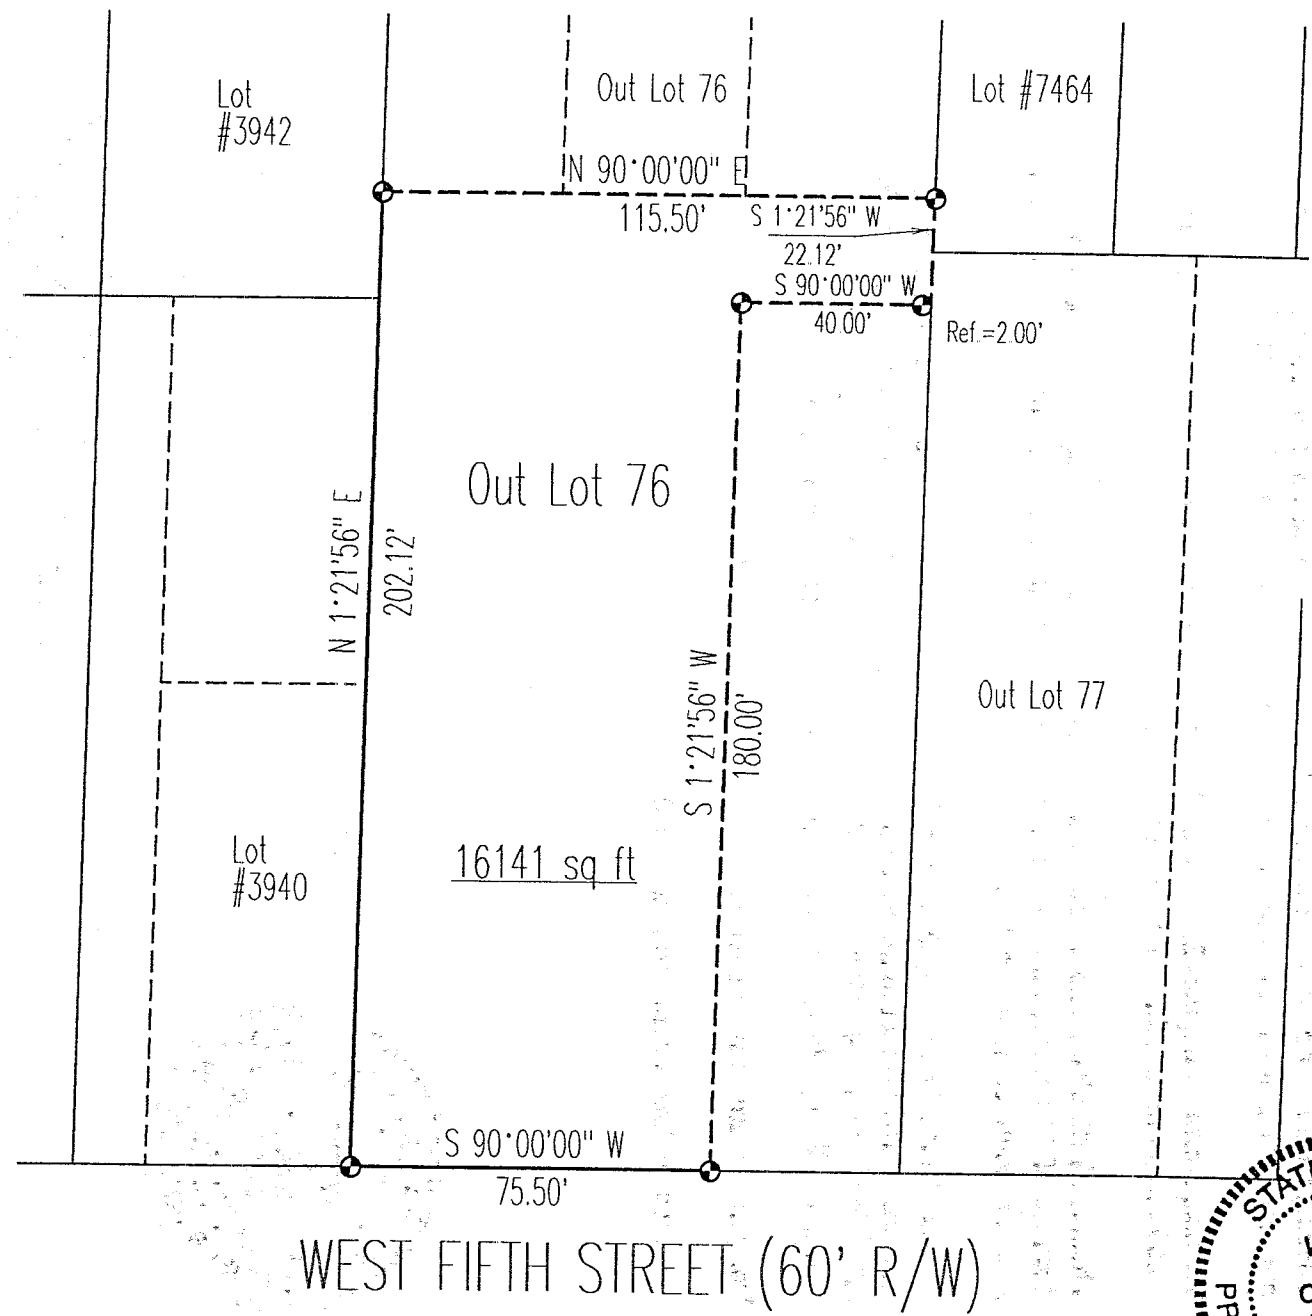 Lot
#3942
Out Lot 76
Lot #7464
N 90°00'00" E
115.50'
S 1°21'56" W
22.12'
S 90°00'00" W
40.00'
Ref.=2.00'
Out Lot 76
N 1°21'56" E
202.12'
S 1°21'56" W
180.00'
Out Lot 77
Lot
#3940
16141 sq ft
S 90°00'00" W
75.50'
WEST FIFTH STREET (60' R/W)